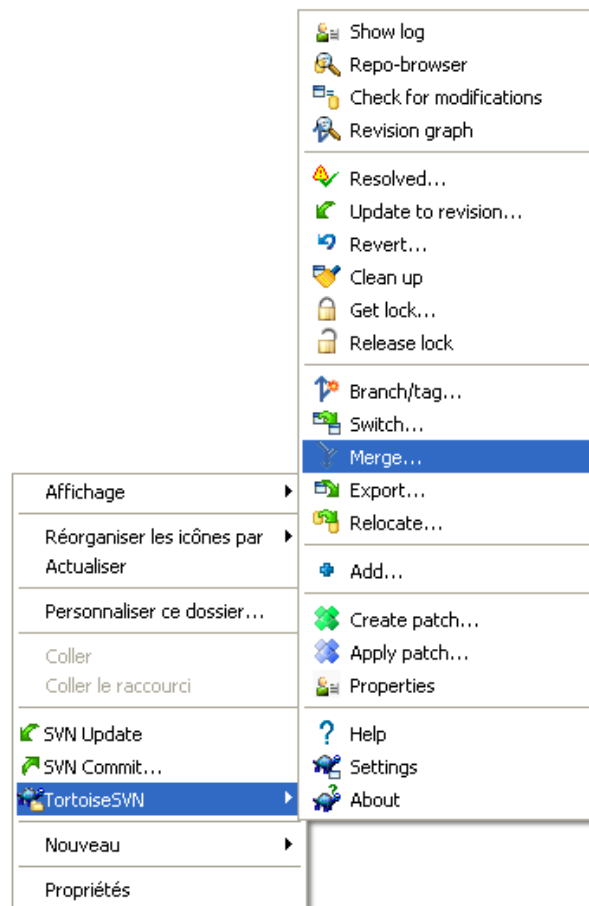 Show log
Repo-browser
Check for modifications
Revision graph
Resolved...
Update to revision...
Revert...
Clean up
Get lock...
Release lock
Branch/tag...
Switch...
Merge...
Export...
Relocate...
Add...
Create patch...
Apply patch...
Properties
Help
Settings
About
Affichage
Réorganiser les icônes par
Actualiser
Personnaliser ce dossier...
Coller
Coller le raccourci
SVN Update
SVN Commit...
TortoiseSVN
Nouveau
Propriétés